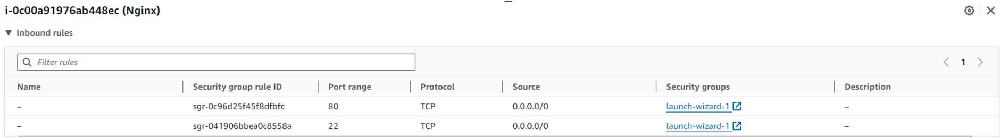 i-0c00a91976ab448ec (Nginx)
▼ Inbound rules
Filter rules
1
Name Security group rule ID Port range Protocol Source Security groups Description
– sgr-0c96d25f45f8dfbfc 80 TCP 0.0.0.0/0 launch-wizard-1 –
– sgr-041906bbea0c8558a 22 TCP 0.0.0.0/0 launch-wizard-1 –